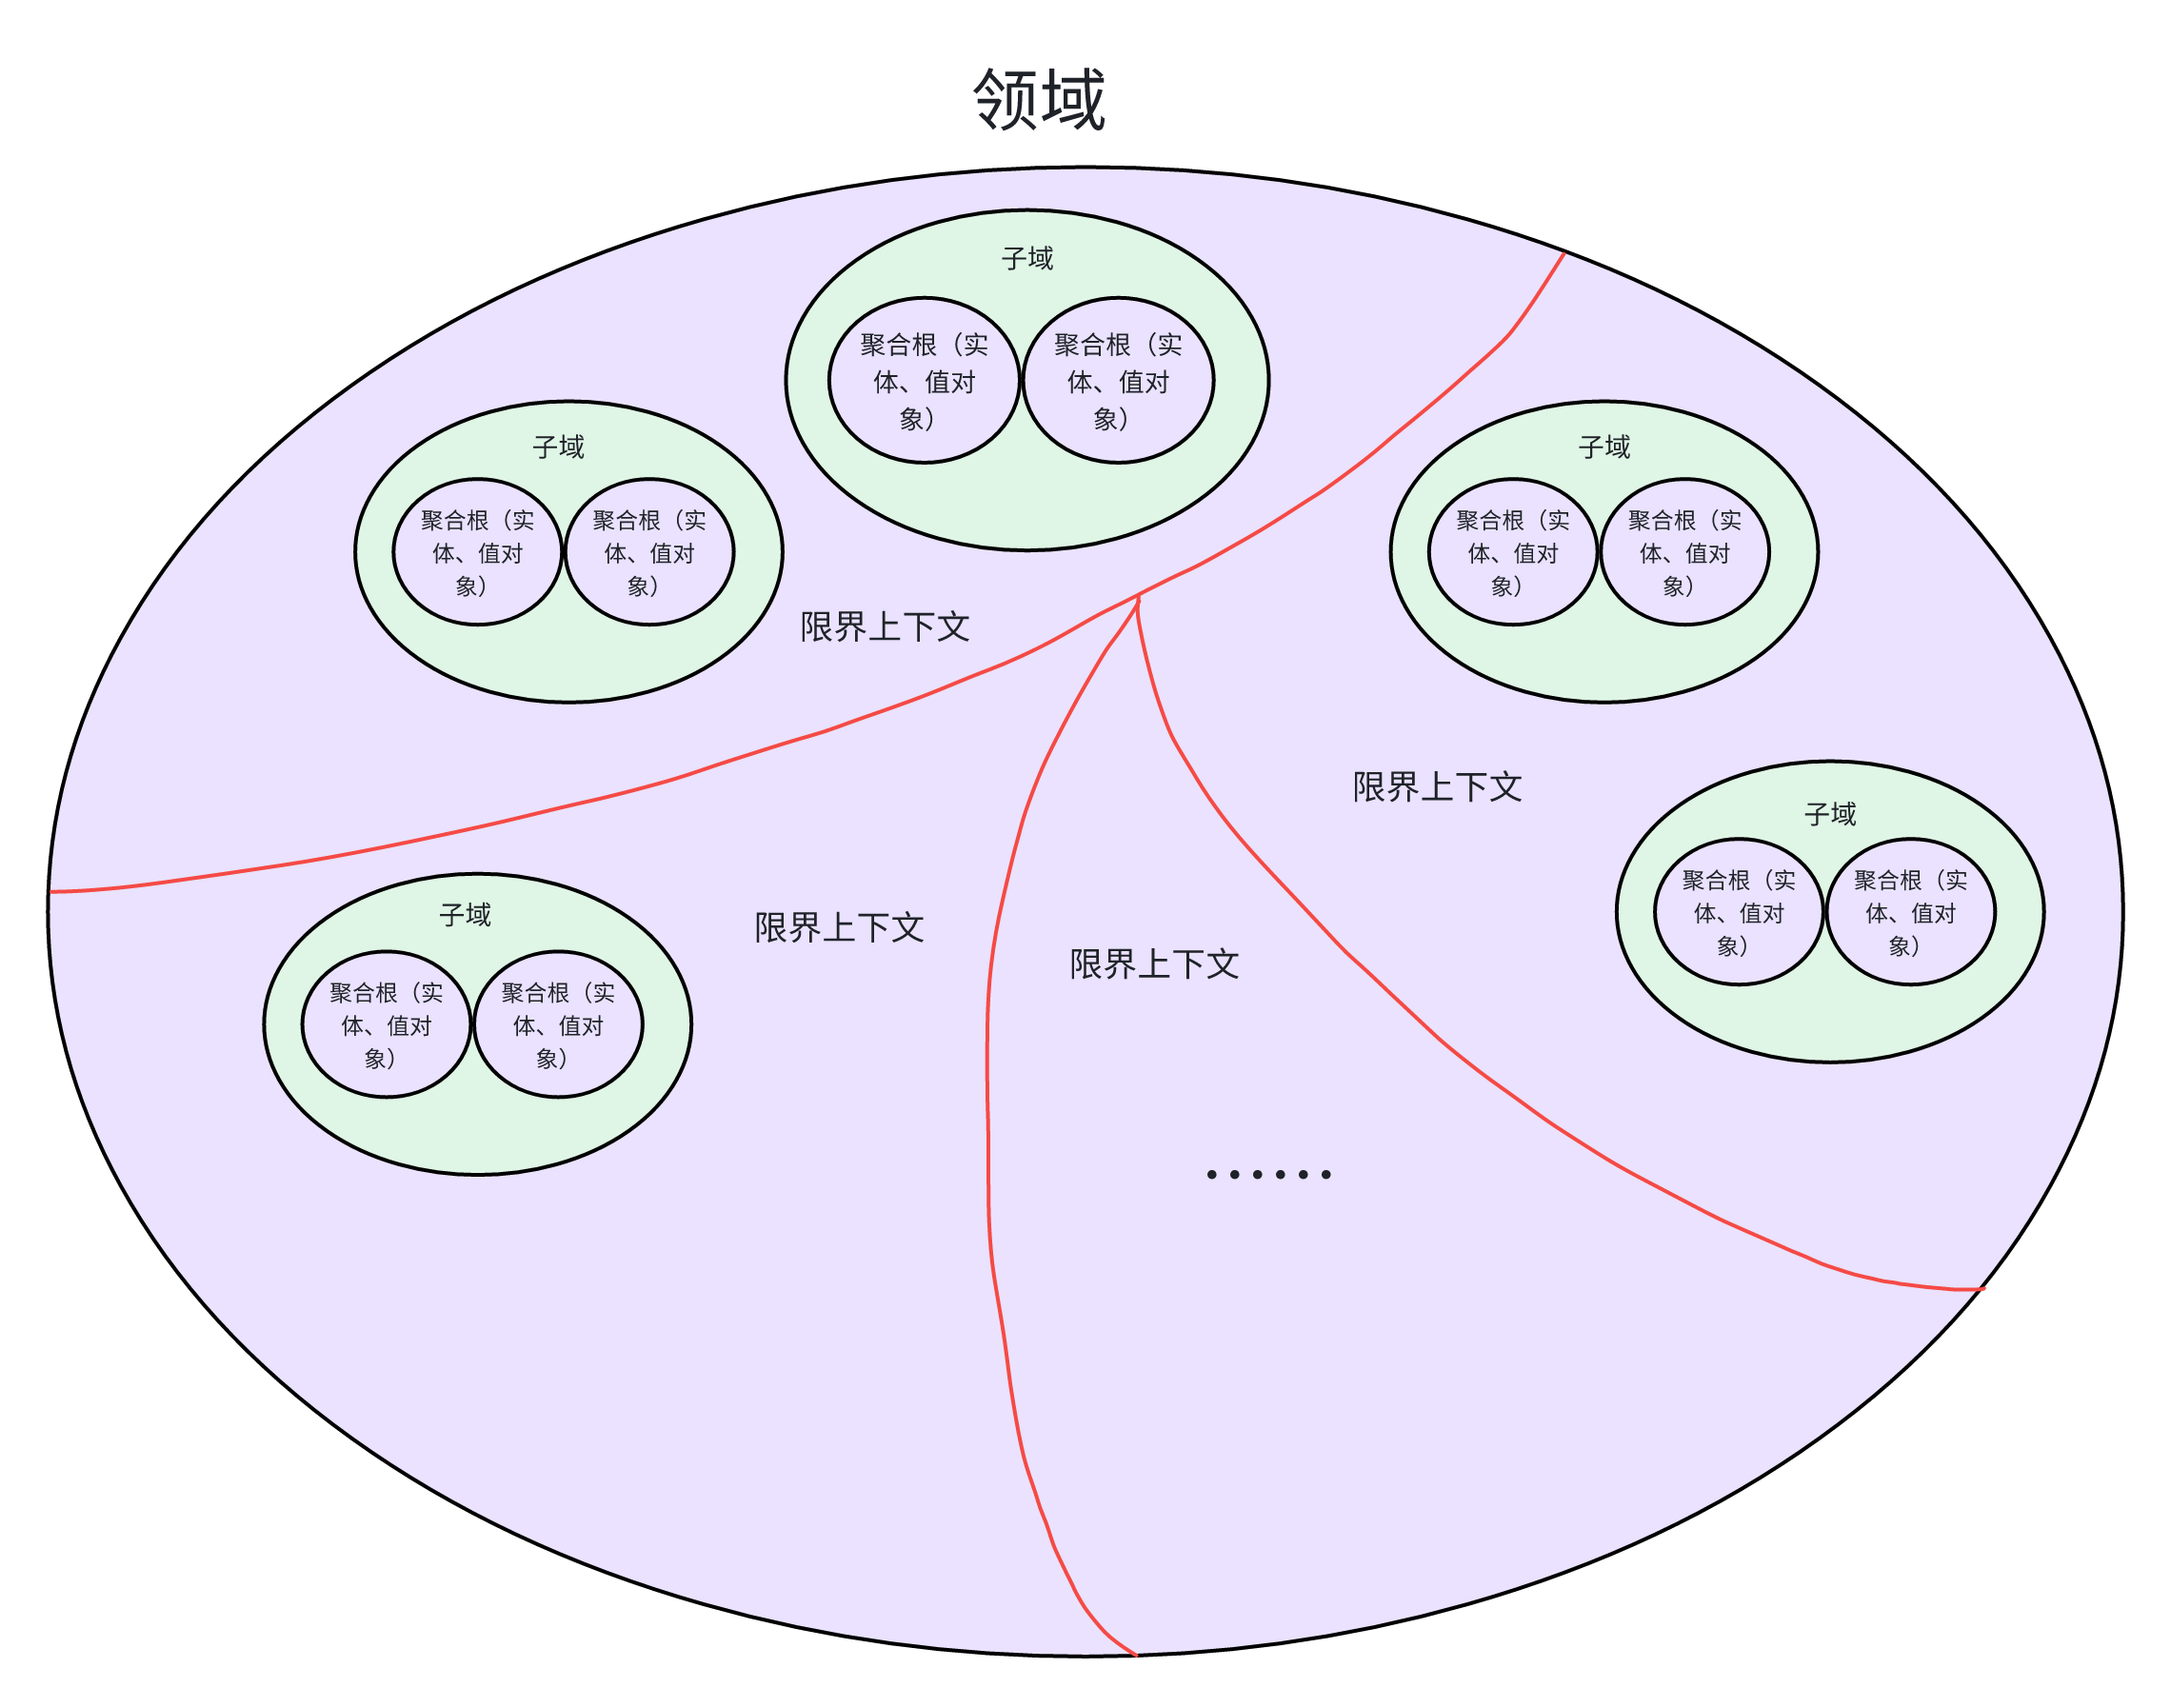 领域
子域
聚合根（实
体、值对
象）
聚合根（实
体、值对
象）
子域
聚合根（实
体、值对
象）
聚合根（实
体、值对
象）
子域
聚合根（实
体、值对
象）
聚合根（实
体、值对
象）
限界上下文
限界上下文
子域
聚合根（实
体、值对
象）
聚合根（实
体、值对
象）
子域
聚合根（实
体、值对
象）
聚合根（实
体、值对
象）
限界上下文
限界上下文
······